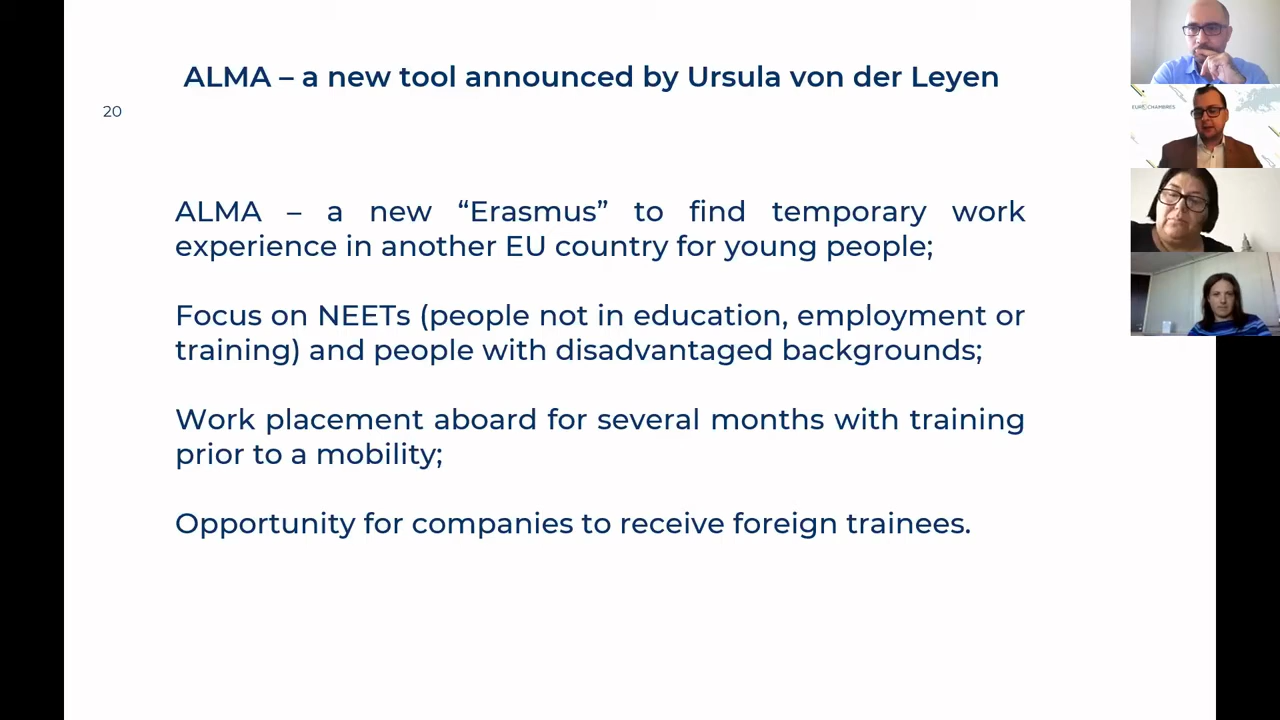 ALMA – a new tool announced by Ursula von der Leyen
20
ALMA – a new “Erasmus” to find temporary work
experience in another EU country for young people;
Focus on NEETs (people not in education, employment or
training) and people with disadvantaged backgrounds;
Work placement aboard for several months with training
prior to a mobility;
Opportunity for companies to receive foreign trainees.